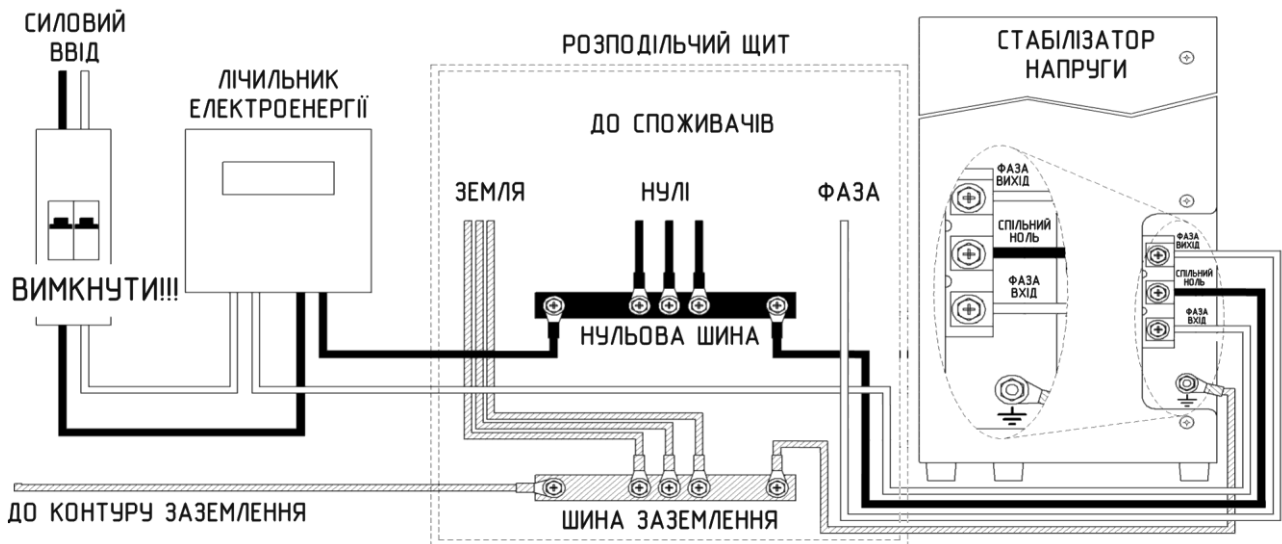 СИЛОВИЙ
ВВІД
ЛІЧИЛЬНИК
ЕЛЕКТРОЕНЕРГІЇ
РОЗПОДІЛЬЧИЙ ЩИТ
СТАБІЛІЗАТОР
НАПРУГИ
ДО СПОЖИВАЧІВ
ЗЕМЛЯ
НУЛІ
ФАЗА
ФАЗА
ВИХІД
СПІЛЬНИЙ
НОЛЬ
ФАЗА
ВХІД
ФАЗА
ВИХІД
СПІЛЬНИЙ
НОЛЬ
ФАЗА
ВХІД
ВИМКНУТИ!!!
НУЛЬОВА ШИНА
ДО КОНТУРУ ЗАЗЕМЛЕННЯ
ШИНА ЗАЗЕМЛЕННЯ